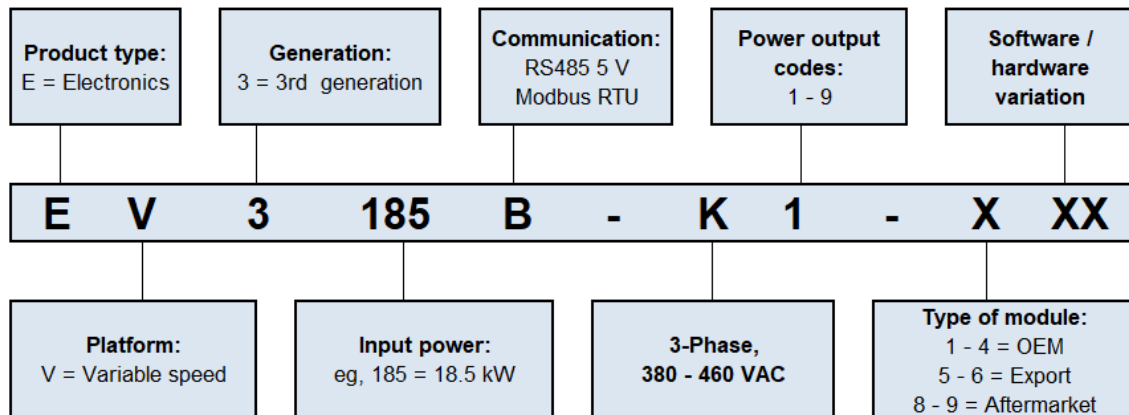 Product type:
E = Electronics
Generation:
3 = 3rd generation
Communication:
RS485 5 V
Modbus RTU
Power output
codes:
1 - 9
Software /
hardware
variation
E V 3 185 B - K 1 - X XX
Platform:
V = Variable speed
Input power:
eg, 185 = 18.5 kW
3-Phase,
380 - 460 VAC
Type of module:
1 - 4 = OEM
5 - 6 = Export
8 - 9 = Aftermarket